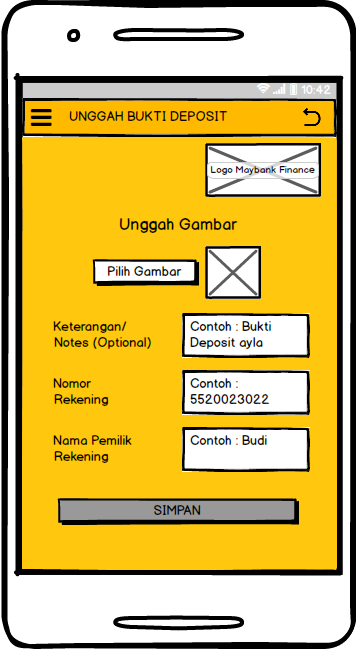 10:42
UNGGAH BUKTI DEPOSIT
Logo Maybank Finance
Unggah Gambar
Pilih Gambar
Keterangan/
Notes (Optional)
Contoh : Bukti
Deposit ayla
Nomor
Rekening
Contoh :
5520023022
Nama Pemilik
Rekening
Contoh : Budi
SIMPAN